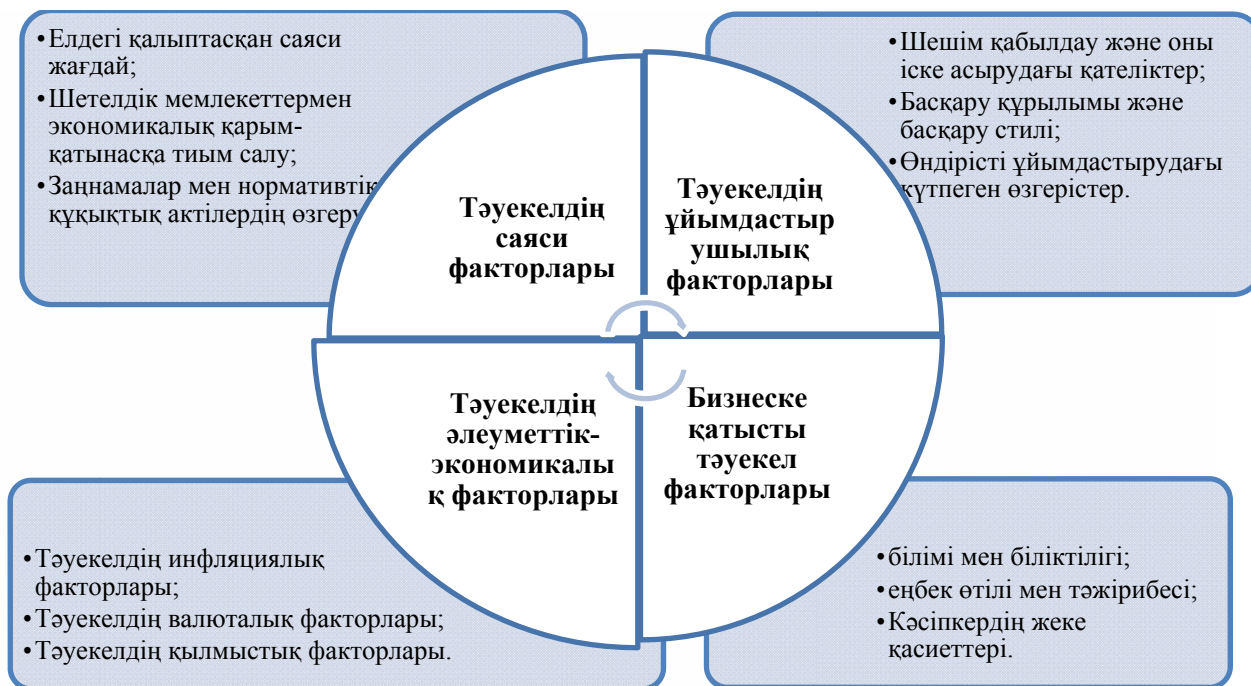 •Елдегі қалыптасқан саяси
жағдай;
•Шетелдік мемлекеттермен
экономикалық қарым-
қатынасқа тиым салу;
•Заңнамалар мен нормативтік
құқықтық актілердің
•Шешім қабылдау және оны
іске асырудағы қателіктер;
•Басқару құрылымы және
басқару стилі;
•Өндірісті ұйымдастырудағы
күтпеген өзгерістер.
Тәуекелдің
саяси
факторлары
Тәуекелдің
ұйымдастыр
ушылық
факторлары
Тәуекелдің
әлеуметтік-
экономикалы
қ факторлары
Бизнеске
қатысты
тәуекел
факторлары
•Тәуекелдің инфляциялық
факторлары;
•Тәуекелдің валуталық факторлары;
•Тәуекелдің қылмыстық факторлары.
•білімі мен біліктілігі;
•еңбек өтілі мен тәжірибесі;
•Кәсіпкердің жеке
қасиеттері.